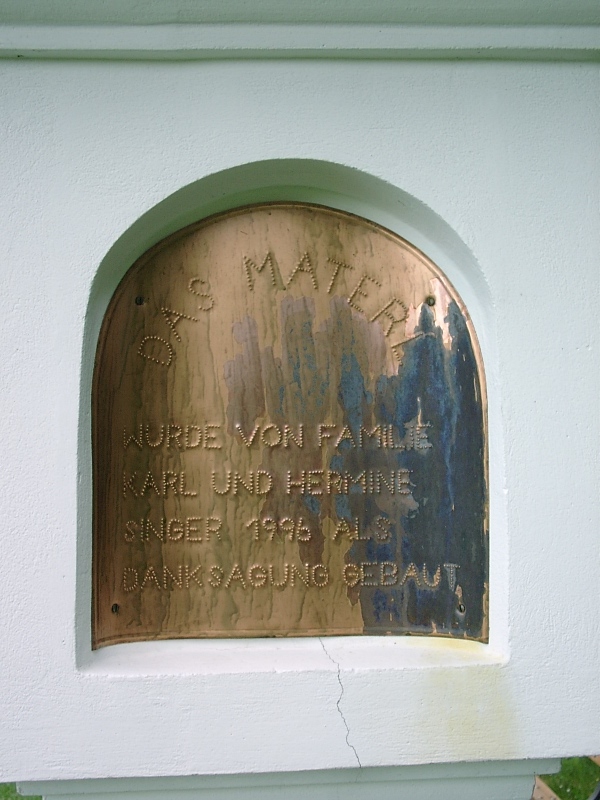 DAS MATERL
WURDE VON FAMILIE
KARL UND HERMINE
SINGER 1996 ALS
DANKSAGUNG GEBAUT